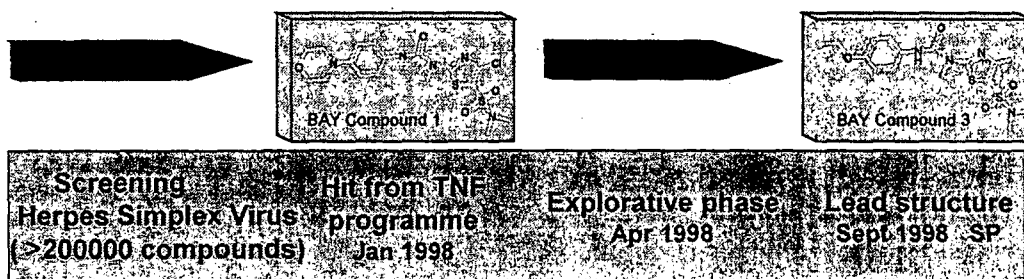 BAY Compound 1
BAY Compound 3
Screening
Herpes Simplex Virus
(>200000 compounds)
Hit from TNF
programme
Jan 1998
Explorative phase
Apr 1998
Lead structure
Sept 1998 SP